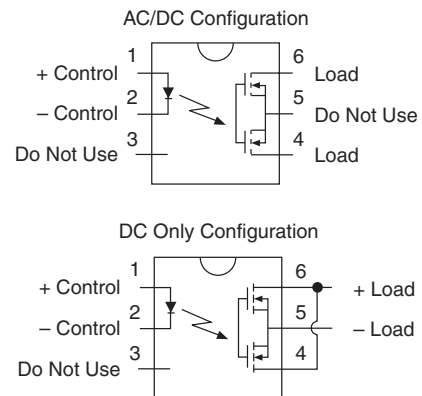 AC/DC Configuration
1
6
+ Control
Load
2
5
– Control
Do Not Use
3
4
Do Not Use
Load
DC Only Configuration
1
6
+ Control
+ Load
2
5
– Control
– Load
3
4
Do Not Use